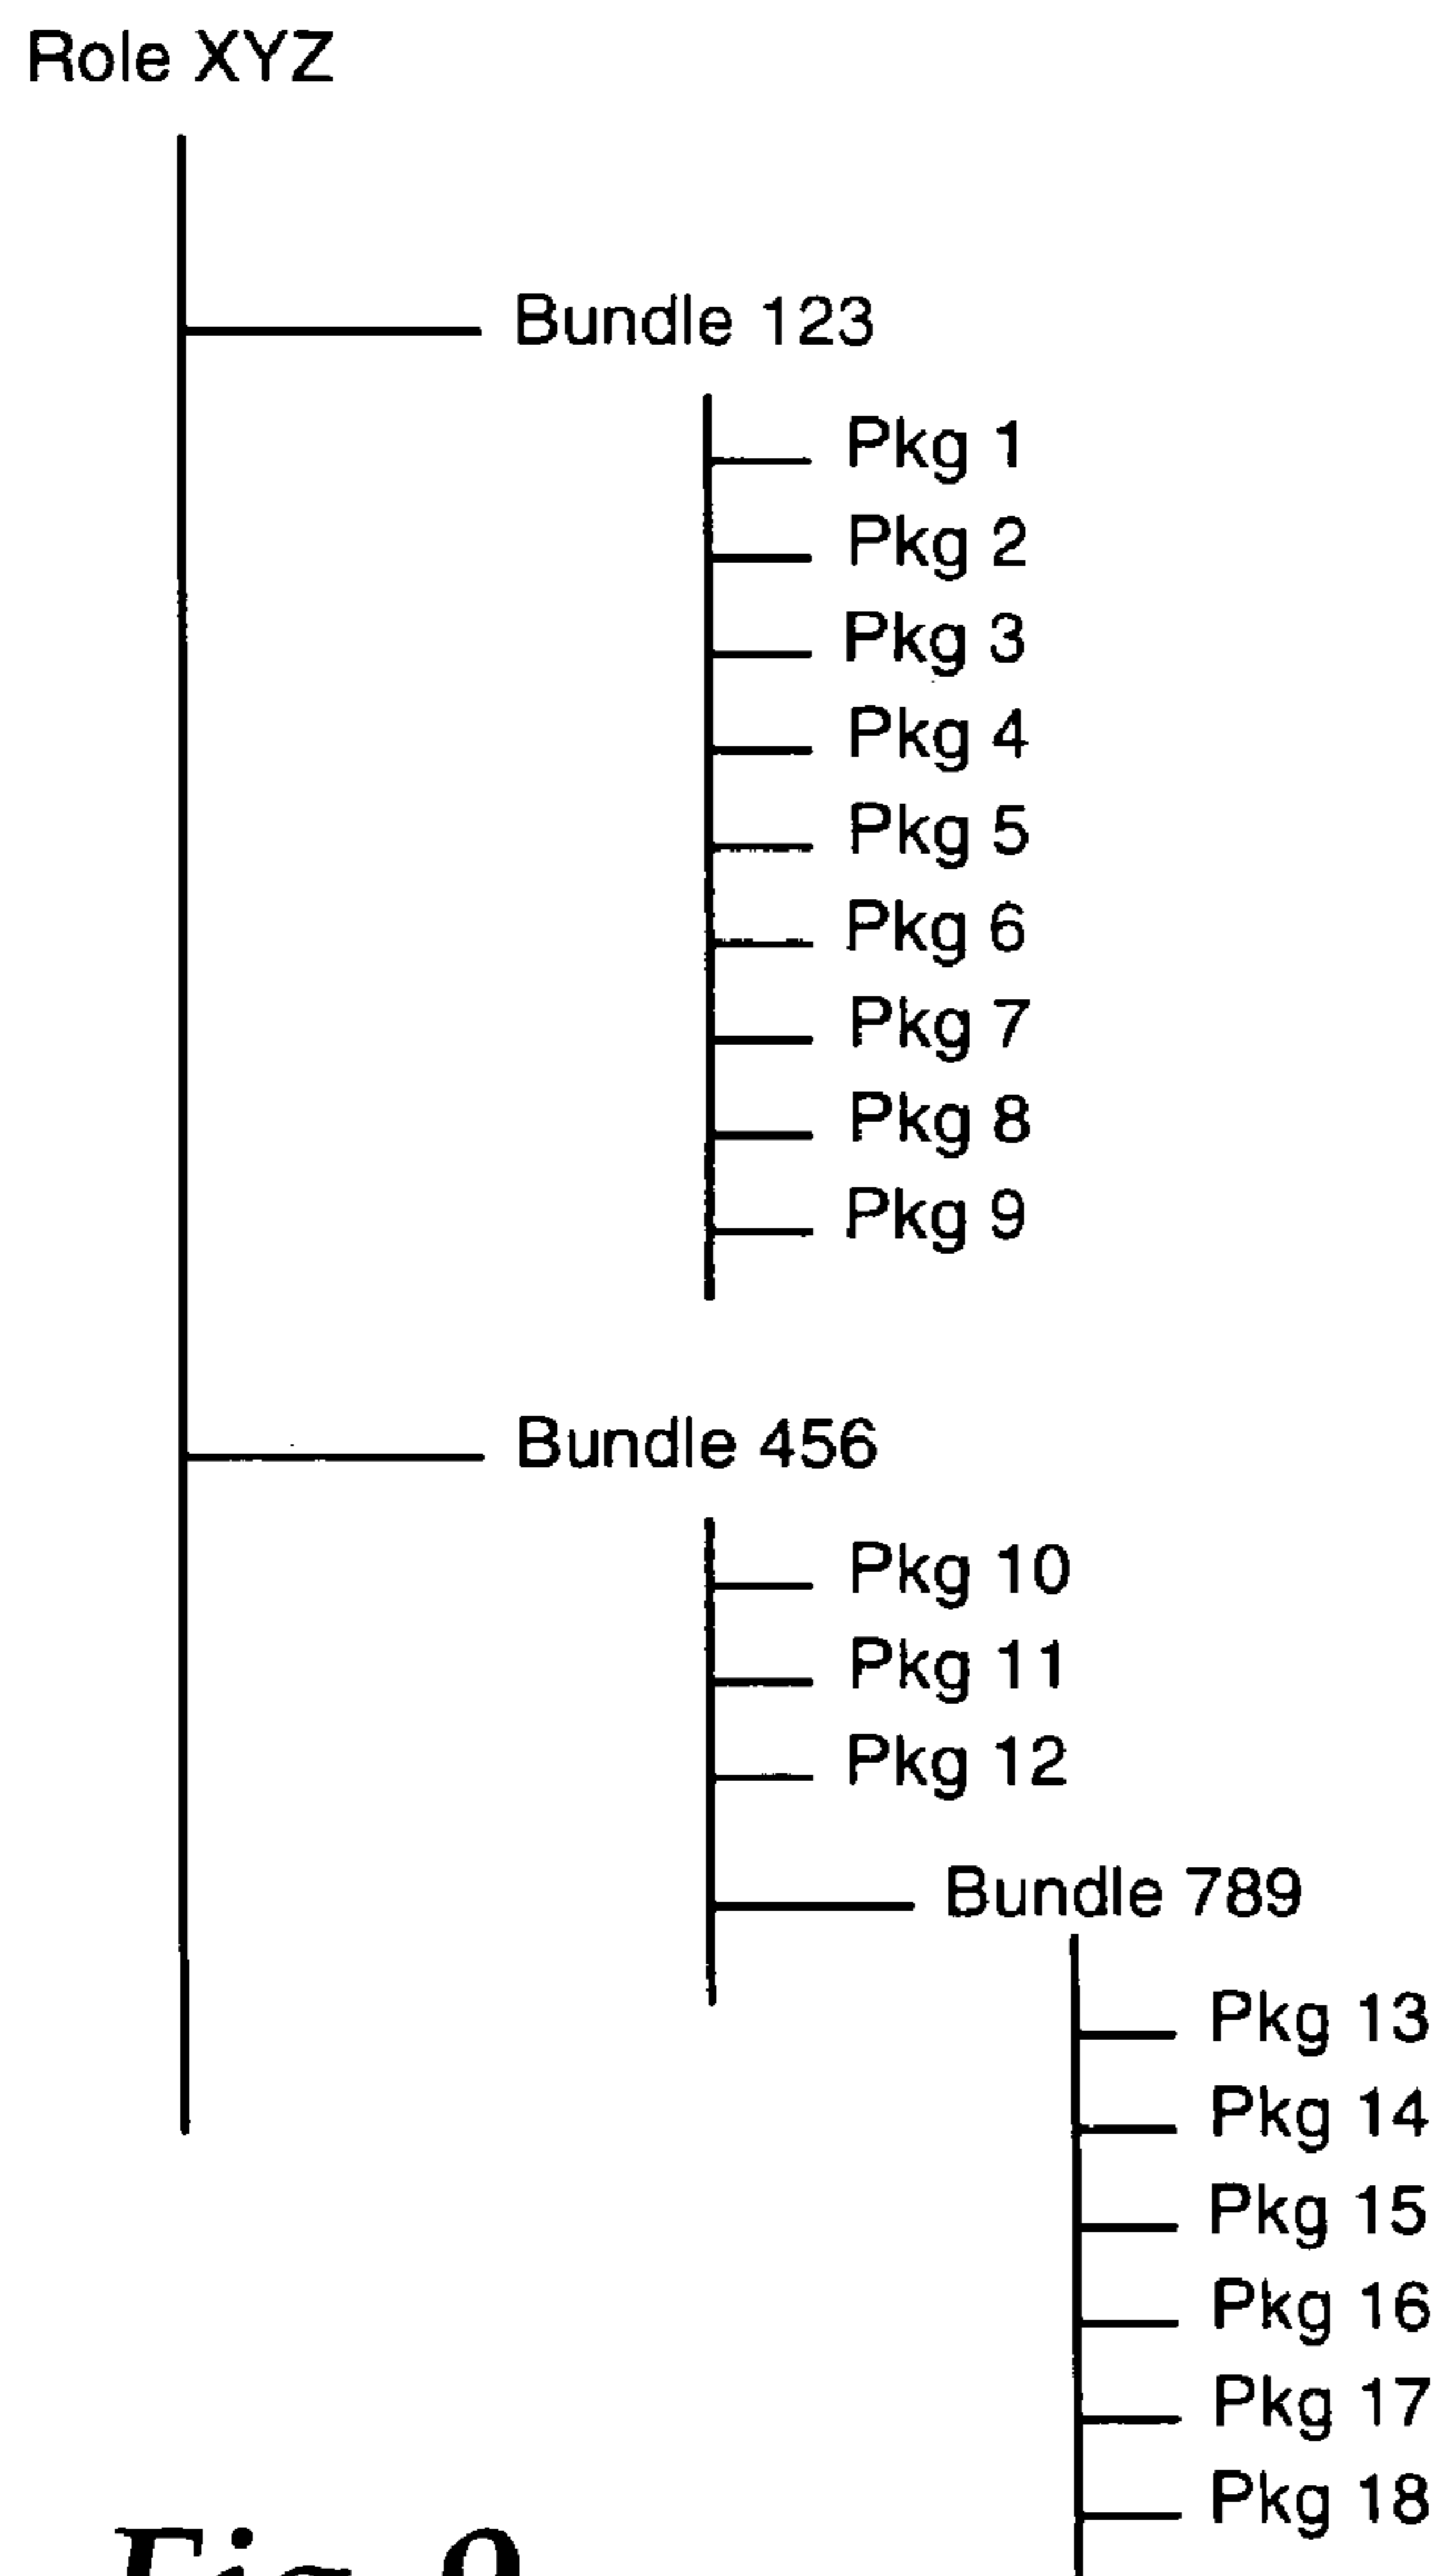 Role XYZ
Bundle 123
Pkg 1
Pkg 2
Pkg 3
Pkg 4
Pkg 5
Pkg 6
Pkg 7
Pkg 8
Pkg 9
Bundle 456
Pkg 10
Pkg 11
Pkg 12
Bundle 789
Pkg 13
Pkg 14
Pkg 15
Pkg 16
Pkg 17
Pkg 18